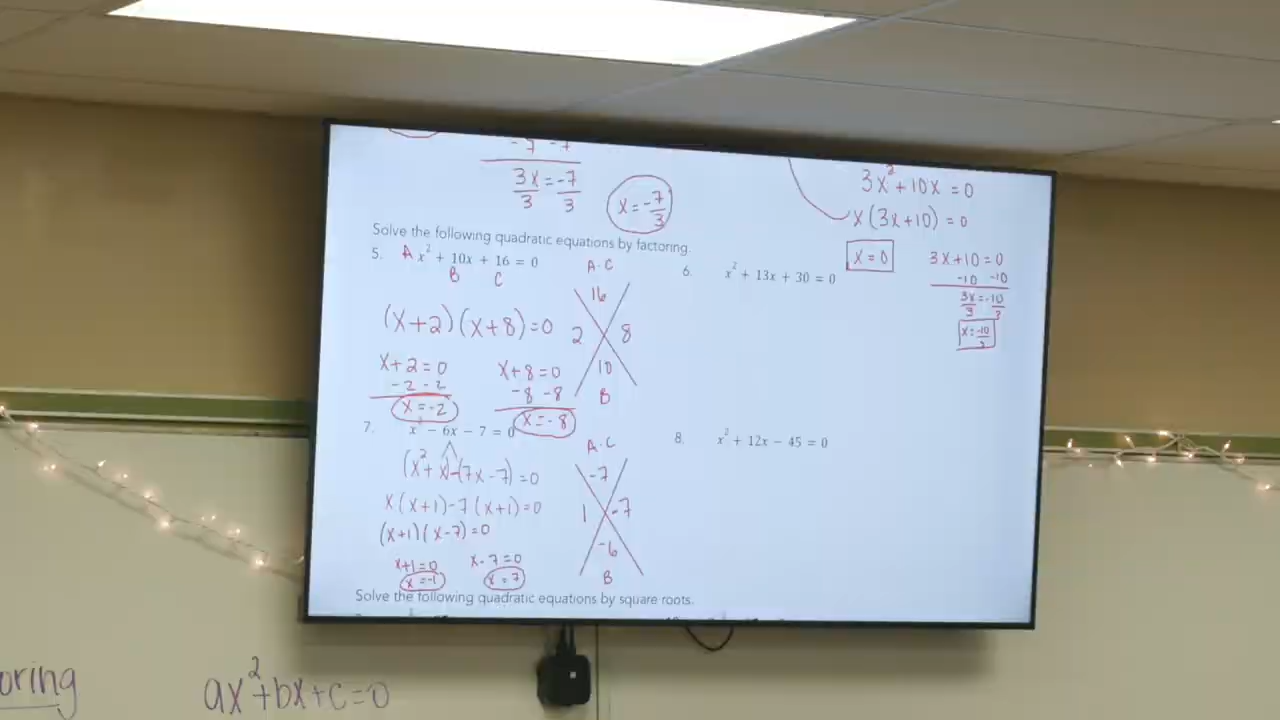 -7 -7
3x = -7
3 3
x = -7/3
3x² + 10x = 0
x(3x+10) = 0
x = 0
3x + 10 = 0
-10 -10
3x = -10
3 3
x = -10
Solve the following quadratic equations by factoring.
5. A x² + 10x + 16 = 0
B C
A·C
16
2 8
10
B
(x+2)(x+8)=0
x+2=0
-2 -2
x=-2
x+8=0
-8 -8
x=-8
6. x² + 13x + 30 = 0
7. x² - 6x - 7 = 0
A·C
-7
1 -7
-6
B
(x²+x)-(7x-7)=0
x(x+1)-7(x+1)=0
(x+1)(x-7)=0
x+1=0
x=-1
x-7=0
x=7
8. x² + 12x - 45 = 0
Solve the following quadratic equations by square roots.
oring
ax²+bx+c=0